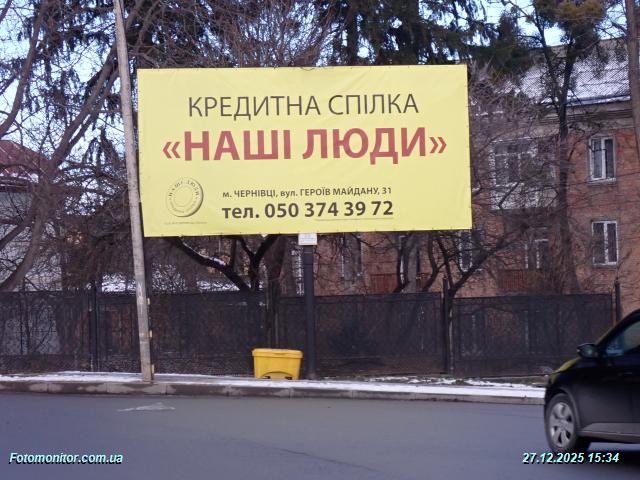 КРЕДИТНА СПІЛКА
«НАШІ ЛЮДИ»
м. ЧЕРНІВЦІ, вул. ГЕРОЇВ МАЙДАНУ, 31
тел. 050 374 39 72
Fotomonitor.com.ua
27.12.2025 15:34